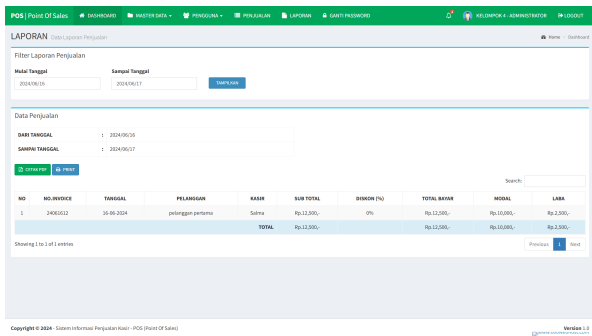 POS | Point Of Sales DASHBOARD MASTER DATA PENGGUNA PENJUALAN LAPORAN GANTI PASSWORD KELOMPOK 4 - ADMINISTRATOR LOGOUT
LAPORAN Data Laporan Penjualan Home Dashboard
Filter Laporan Penjualan
Mulai Tanggal Sampai Tanggal
2024/06/16 2024/06/17 TAMPILKAN
Data Penjualan
DARI TANGGAL : 2024/06/16
SAMPAI TANGGAL : 2024/06/17
CETAK PDF PRINT
Search:
NO NO.INVOICE TANGGAL PELANGGAN KASIR SUB TOTAL DISKON (%) TOTAL BAYAR MODAL LABA
1 24061612 16-06-2024 pelanggan pertama Salma Rp.12,500,- 0% Rp.12,500,- Rp.10,000,- Rp.2,500,-
TOTAL Rp.12,500,- Rp.12,500,- Rp.10,000,- Rp.2,500,-
Showing 1 to 1 of 1 entries Previous 1 Next
Copyright © 2024 - Sistem Informasi Penjualan Kasir - POS (Point Of Sales) Version 1.0